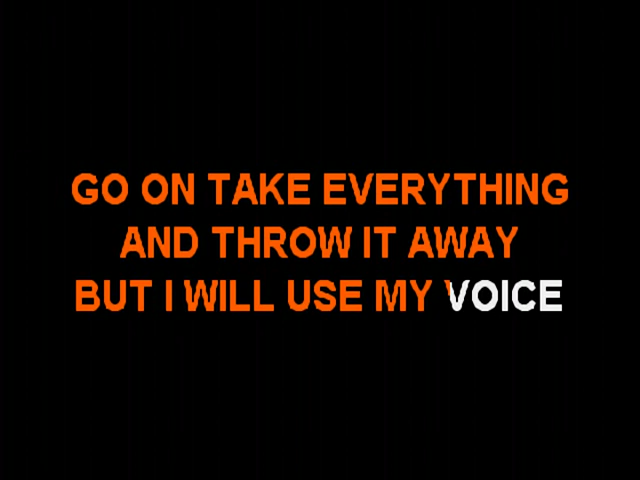 GO ON TAKE EVERYTHING
AND THROW IT AWAY
BUT I WILL USE MY VOICE